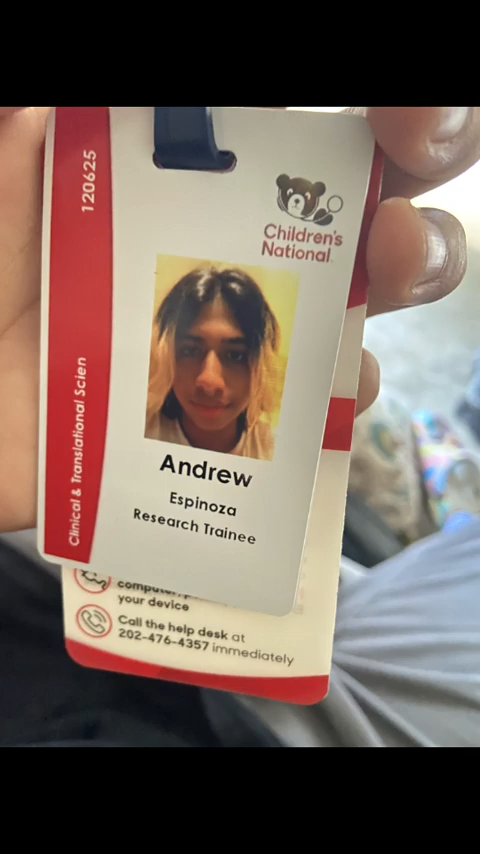 120625
Clinical & Translational Scien
Children's
National
Andrew
Espinoza
Research Trainee
your device
Call the help desk at
202-476-4357 immediately